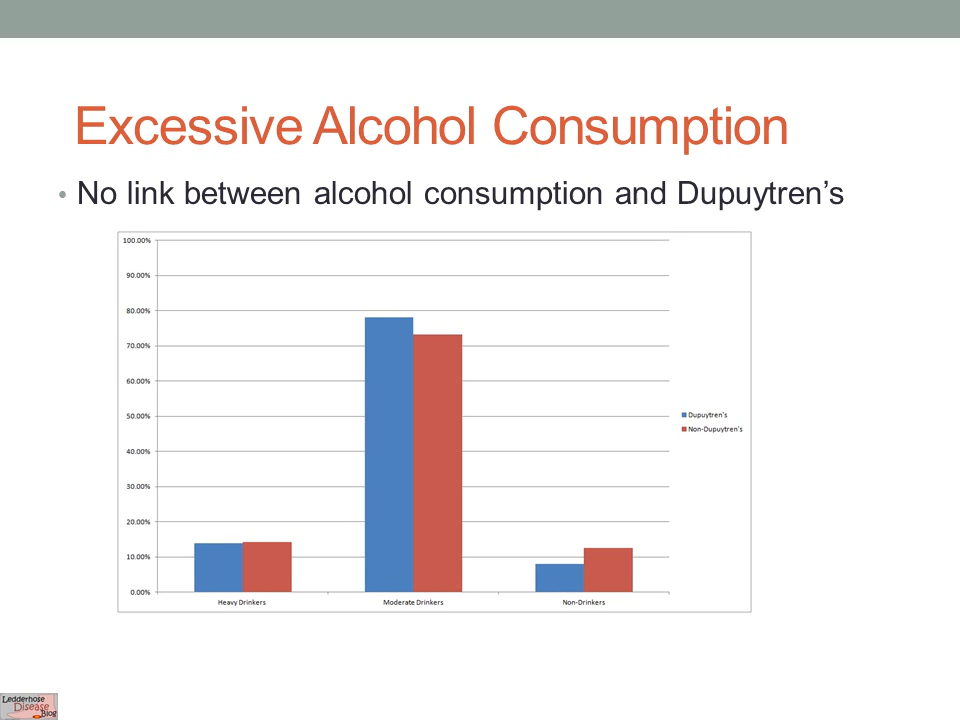 Excessive Alcohol Consumption
• No link between alcohol consumption and Dupuytren’s
100.00%
90.00%
80.00%
70.00%
60.00%
50.00%
40.00%
30.00%
20.00%
10.00%
0.00%
Heavy Drinkers
Moderate Drinkers
Non-Drinkers
Dupuytren's
Non-Dupuytren's
Ledderhose
Disease
Blog